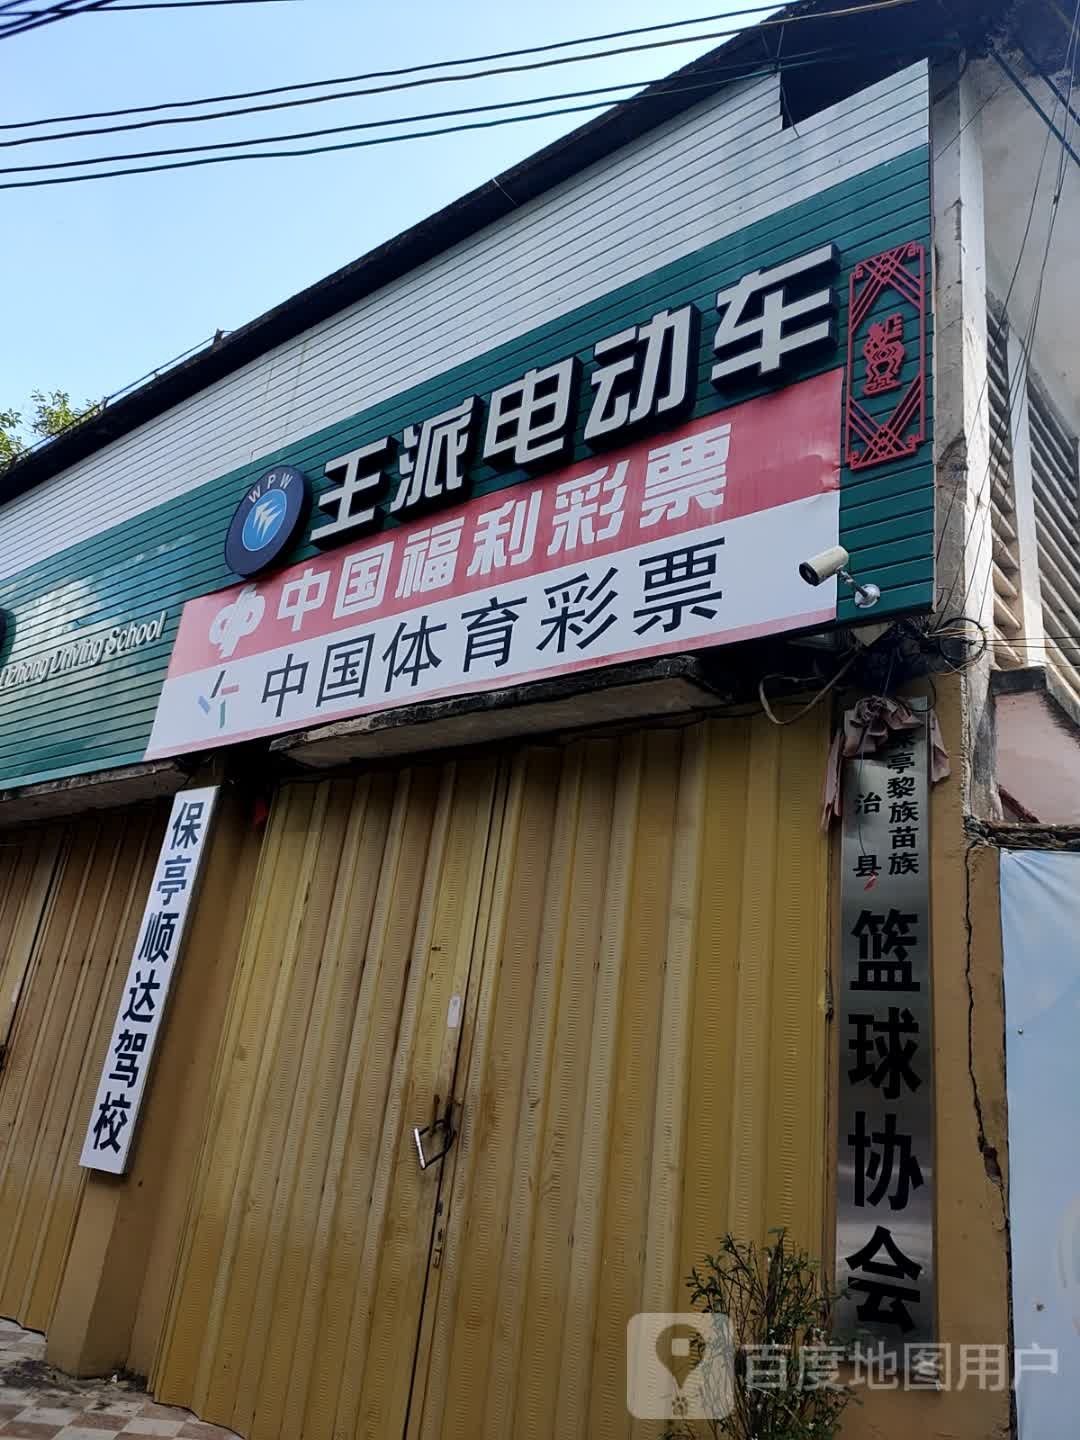 WPW
王派电动车
中国福利彩票
中国体育彩票
Driving School
保亭顺达驾校
亭黎族苗族
治县
篮球协会
百度地图用户